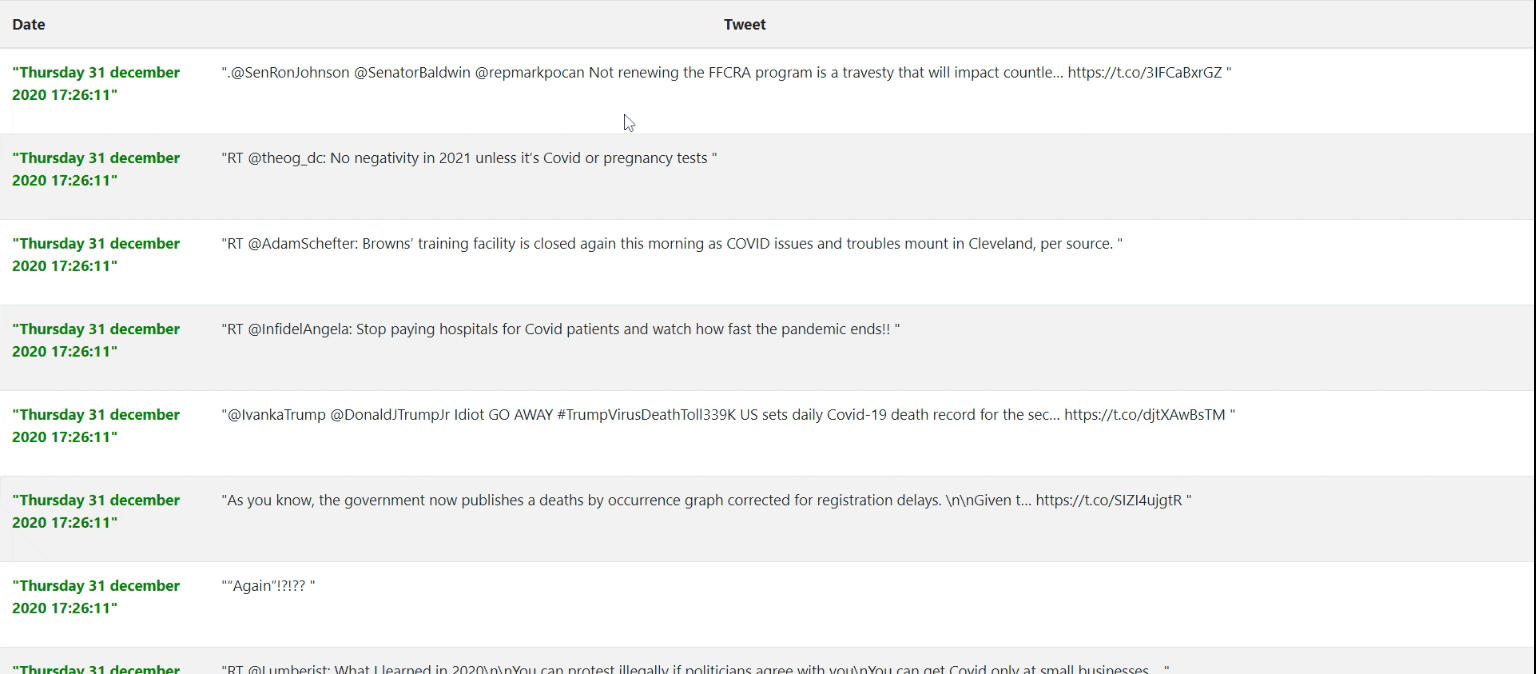 Date Tweet
"Thursday 31 december ".@SenRonJohnson @SenatorBaldwin @repmarkpocan Not renewing the FFCRA program is a travesty that will impact countle... https://t.co/3IFCaBxrGZ "
2020 17:26:11"
"Thursday 31 december "RT @theog_dc: No negativity in 2021 unless it's Covid or pregnancy tests "
2020 17:26:11"
"Thursday 31 december "RT @AdamSchefter: Browns' training facility is closed again this morning as COVID issues and troubles mount in Cleveland, per source. "
2020 17:26:11"
"Thursday 31 december "RT @InfidelAngela: Stop paying hospitals for Covid patients and watch how fast the pandemic ends!! "
2020 17:26:11"
"Thursday 31 december "@IvankaTrump @DonaldJTrumpJr Idiot GO AWAY #TrumpVirusDeathToll339K US sets daily Covid-19 death record for the sec... https://t.co/djtXAwBsTM "
2020 17:26:11"
"Thursday 31 december "As you know, the government now publishes a deaths by occurrence graph corrected for registration delays. \n\nGiven t... https://t.co/SIZI4ujgtR "
2020 17:26:11"
"Thursday 31 december "“Again”!?!?? "
2020 17:26:11"
"Thursday 31 december "RT @Lumberist: What I learned in 2020\n\nYou can protest illegally if politicians agree with you\nYou can get Covid only at small businesses... "